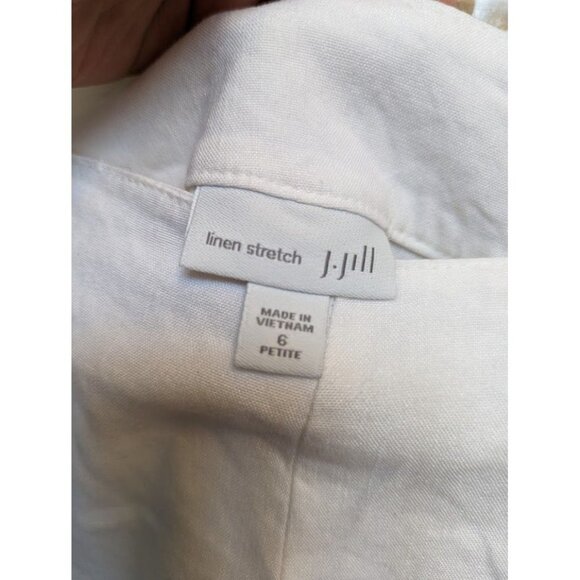 linen stretch J.Jill
MADE IN
VIETNAM
6
PETITE